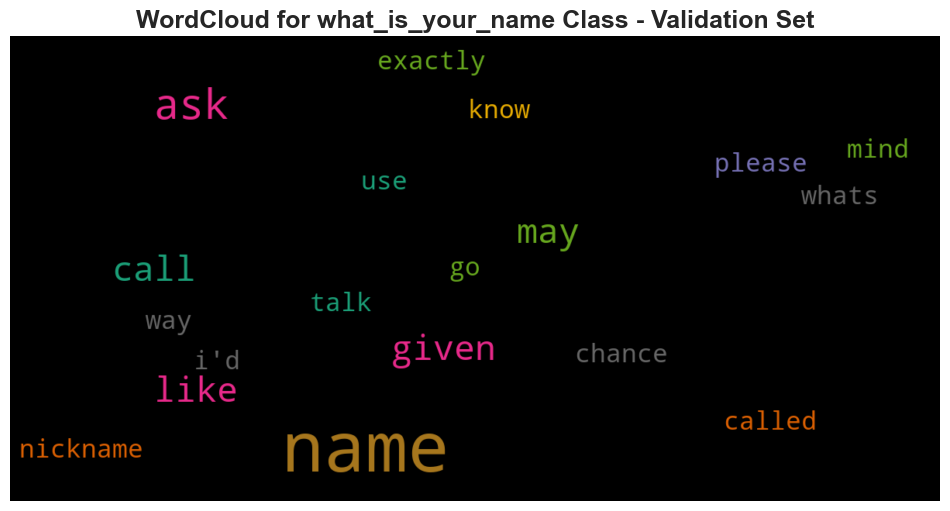 WordCloud for what_is_your_name Class - Validation Set
exactly
ask
know
mind
please
use
whats
may
call
go
talk
way
given
chance
i'd
like
called
name
nickname